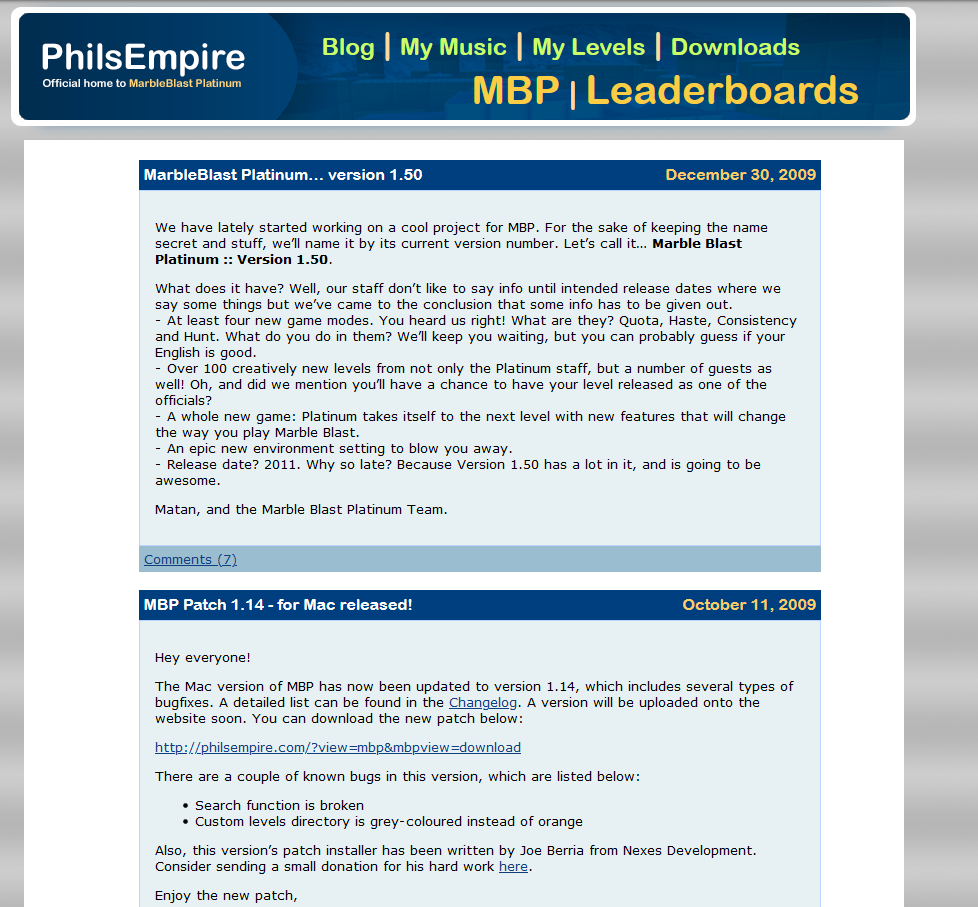 PhilsEmpire
Official home to MarbleBlast Platinum
Blog | My Music | My Levels | Downloads
MBP | Leaderboards
MarbleBlast Platinum... version 1.50 December 30, 2009
We have lately started working on a cool project for MBP. For the sake of keeping the name
secret and stuff, we’ll name it by its current version number. Let’s call it... Marble Blast
Platinum :: Version 1.50.
What does it have? Well, our staff don’t like to say info until intended release dates where we
say some things but we’ve came to the conclusion that some info has to be given out.
- At least four new game modes. You heard us right! What are they? Quota, Haste, Consistency
and Hunt. What do you do in them? We’ll keep you waiting, but you can probably guess if your
English is good.
- Over 100 creatively new levels from not only the Platinum staff, but a number of guests as
well! Oh, and did we mention you’ll have a chance to have your level released as one of the
officials?
- A whole new game: Platinum takes itself to the next level with new features that will change
the way you play Marble Blast.
- An epic new environment setting to blow you away.
- Release date? 2011. Why so late? Because Version 1.50 has a lot in it, and is going to be
awesome.
Matan, and the Marble Blast Platinum Team.
Comments (7)
MBP Patch 1.14 - for Mac released! October 11, 2009
Hey everyone!
The Mac version of MBP has now been updated to version 1.14, which includes several types of
bugfixes. A detailed list can be found in the Changelog. A version will be uploaded onto the
website soon. You can download the new patch below:
http://philsempire.com/?view=mbp&mbpview=download
There are a couple of known bugs in this version, which are listed below:
• Search function is broken
• Custom levels directory is grey-coloured instead of orange
Also, this version’s patch installer has been written by Joe Berria from Nexes Development.
Consider sending a small donation for his hard work here.
Enjoy the new patch,